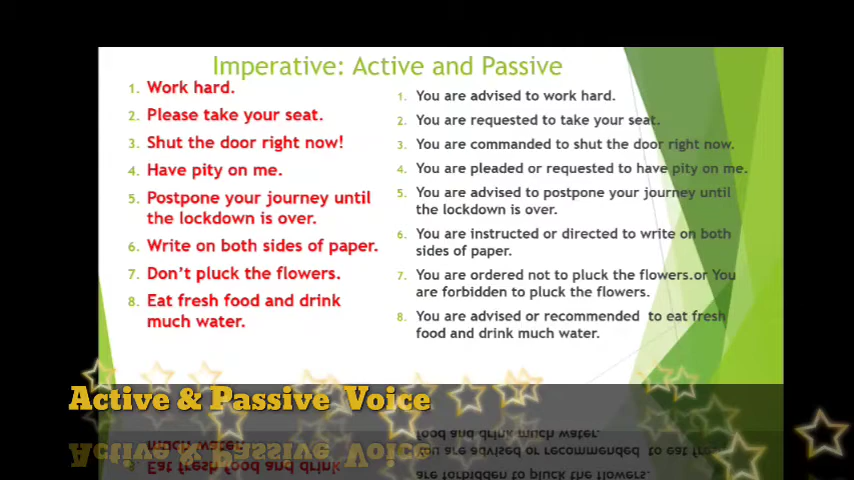 Imperative: Active and Passive
1. Work hard.
2. Please take your seat.
3. Shut the door right now!
4. Have pity on me.
5. Postpone your journey until
the lockdown is over.
6. Write on both sides of paper.
7. Don't pluck the flowers.
8. Eat fresh food and drink
much water.
1. You are advised to work hard.
2. You are requested to take your seat.
3. You are commanded to shut the door right now.
4. You are pleaded or requested to have pity on me.
5. You are advised to postpone your journey until
the lockdown is over.
6. You are instructed or directed to write on both
sides of paper.
7. You are ordered not to pluck the flowers.or You
are forbidden to pluck the flowers.
8. You are advised or recommended to eat fresh
food and drink much water.
Active & Passive Voice